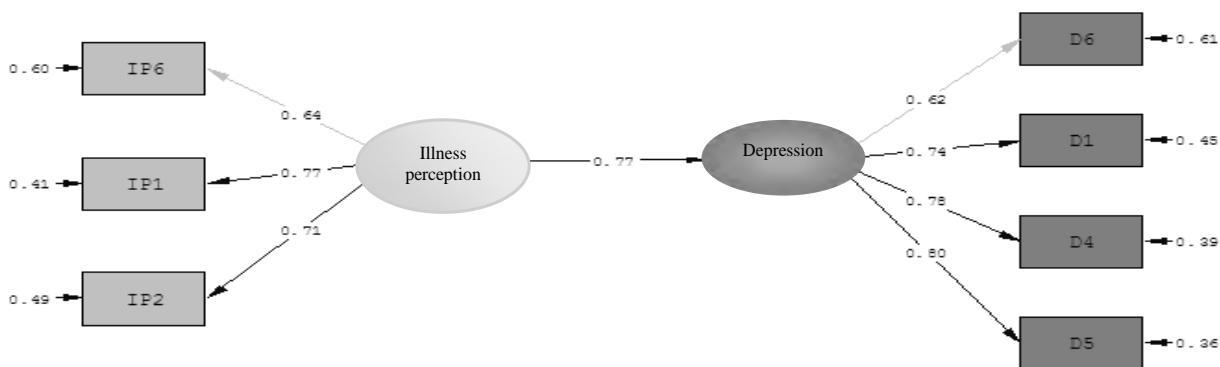 0.60
IP6
0.64
0.41
IP1
0.77
0.49
IP2
0.71
Illness
perception
0.77
Depression
0.62
D6
0.61
0.74
D1
0.45
0.78
D4
0.39
0.80
D5
0.36